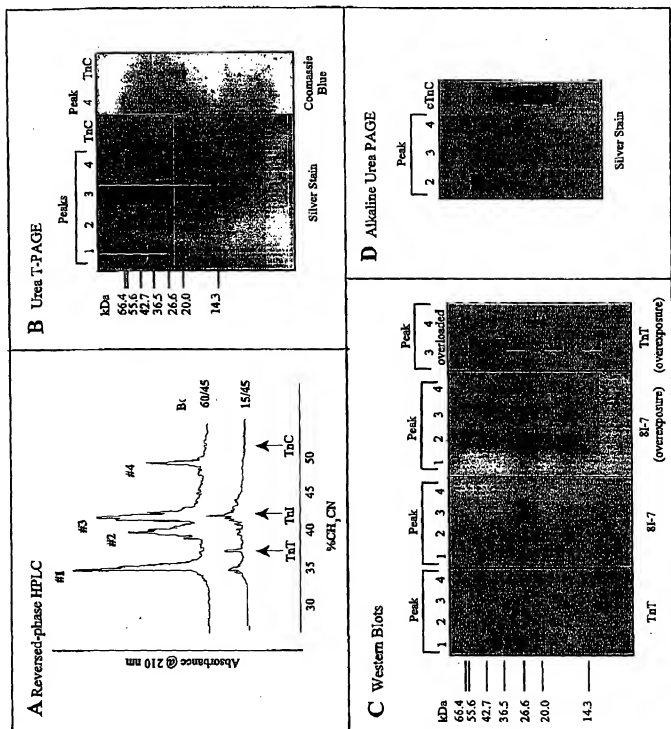 A Reversed-phase HPLC
Absorbance @ 210 nm
#1
#2
#3
#4
60/45
15/45
TnT
TnI
TnC
30
35
40
45
50
%CH₃CN
B Urea T-PAGE
Peaks
Peak
kDa
1
2
3
4
TnC
4
TnC
66.4
55.6
42.7
36.5
26.6
20.0
14.3
Silver Stain
Coomassie Blue
C Western Blots
Peak
Peak
Peak
Peak
kDa
1 2 3 4
1 2 3 4
1 2 3 4
3 4
overloaded
66.4
55.6
42.7
36.5
26.6
20.0
14.3
TnT
8I-7
8I-7
(overexposure)
TnT
(overexposure)
D Alkaline Urea PAGE
Peak
2 3 4 cTnC
Silver Stain